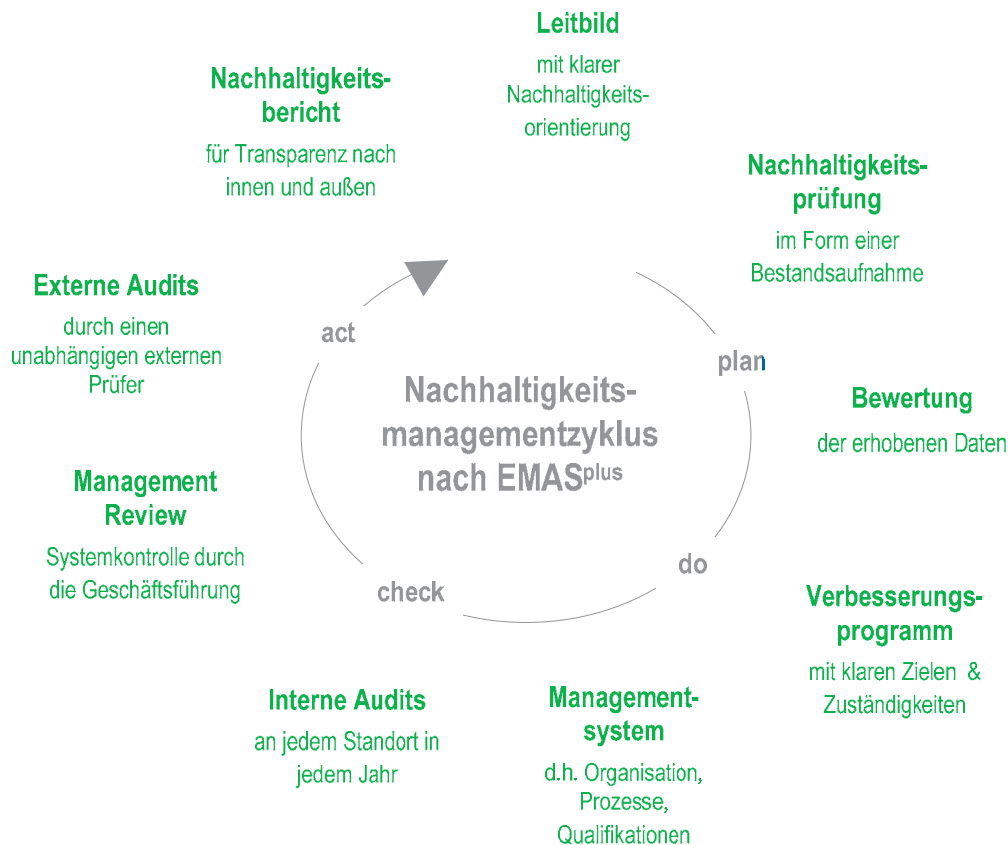 Leitbild
mit klarer
Nachhaltigkeits-
orientierung
Nachhaltigkeits-
prüfung
im Form einer
Bestandsaufnahme
Bewertung
der erhobenen Daten
Verbesserungs-
programm
mit klaren Zielen &
Zuständigkeiten
Management-
system
d.h. Organisation,
Prozesse,
Qualifikationen
Interne Audits
an jedem Standort in
jedem Jahr
Management
Review
Systemkontrolle durch
die Geschäftsführung
Externe Audits
durch einen
unabhängigen externen
Prüfer
Nachhaltigkeits-
bericht
für Transparenz nach
innen und außen
plan
do
check
act
Nachhaltigkeits-
managementzyklus
nach EMASplus